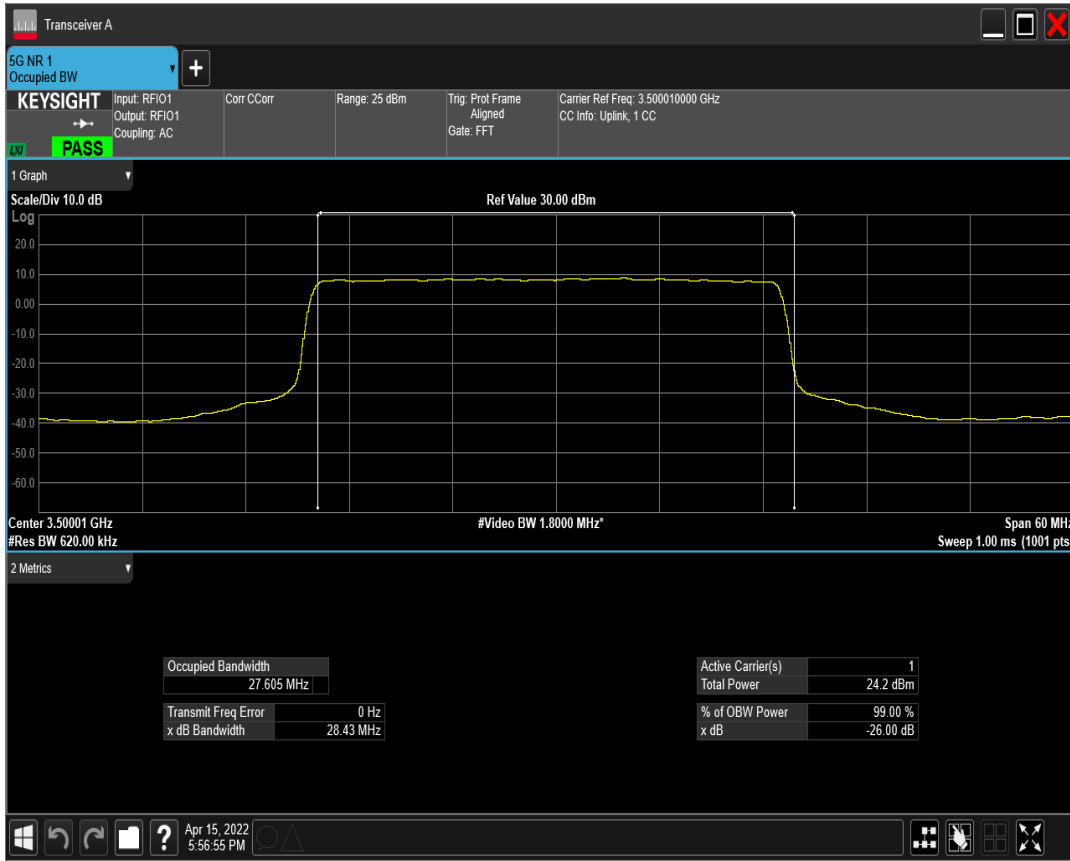 Transceiver A
5G NR 1
Occupied BW
KEYSIGHT
LXI
PASS
Input: RFIO1
Output: RFIO1
Coupling: AC
Corr CCorr
Range: 25 dBm
Trig: Prot Frame
Aligned
Gate: FFT
Carrier Ref Freq: 3.500010000 GHz
CC Info: Uplink, 1 CC
1 Graph
Scale/Div 10.0 dB
Ref Value 30.00 dBm
Log
20.0
10.0
0.00
-10.0
-20.0
-30.0
-40.0
-50.0
-60.0
Center 3.50001 GHz
#Video BW 1.8000 MHz*
Span 60 MHz
#Res BW 620.00 kHz
Sweep 1.00 ms (1001 pts
2 Metrics
Occupied Bandwidth
27.605 MHz
Transmit Freq Error 0 Hz
x dB Bandwidth 28.43 MHz
Active Carrier(s) 1
Total Power 24.2 dBm
% of OBW Power 99.00 %
x dB -26.00 dB
?
Apr 15, 2022
5:56:55 PM